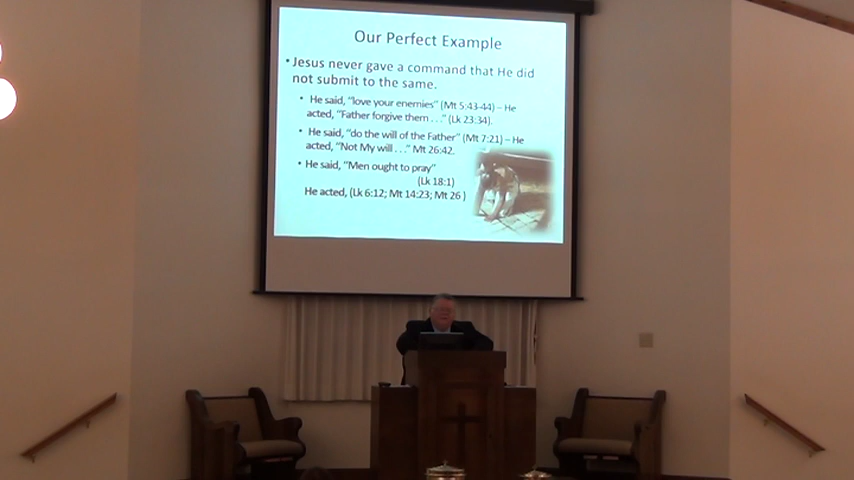 Our Perfect Example
• Jesus never gave a command that He did
not submit to the same.
• He said, "love your enemies" (Mt 5:43-44) – He
acted, "Father forgive them . . ." (Lk 23:34).
• He said, "do the will of the Father" (Mt 7:21) – He
acted, "Not My will . . ." Mt 26:42.
• He said, "Men ought to pray"
(Lk 18:1)
He acted, (Lk 6:12; Mt 14:23; Mt 26 )